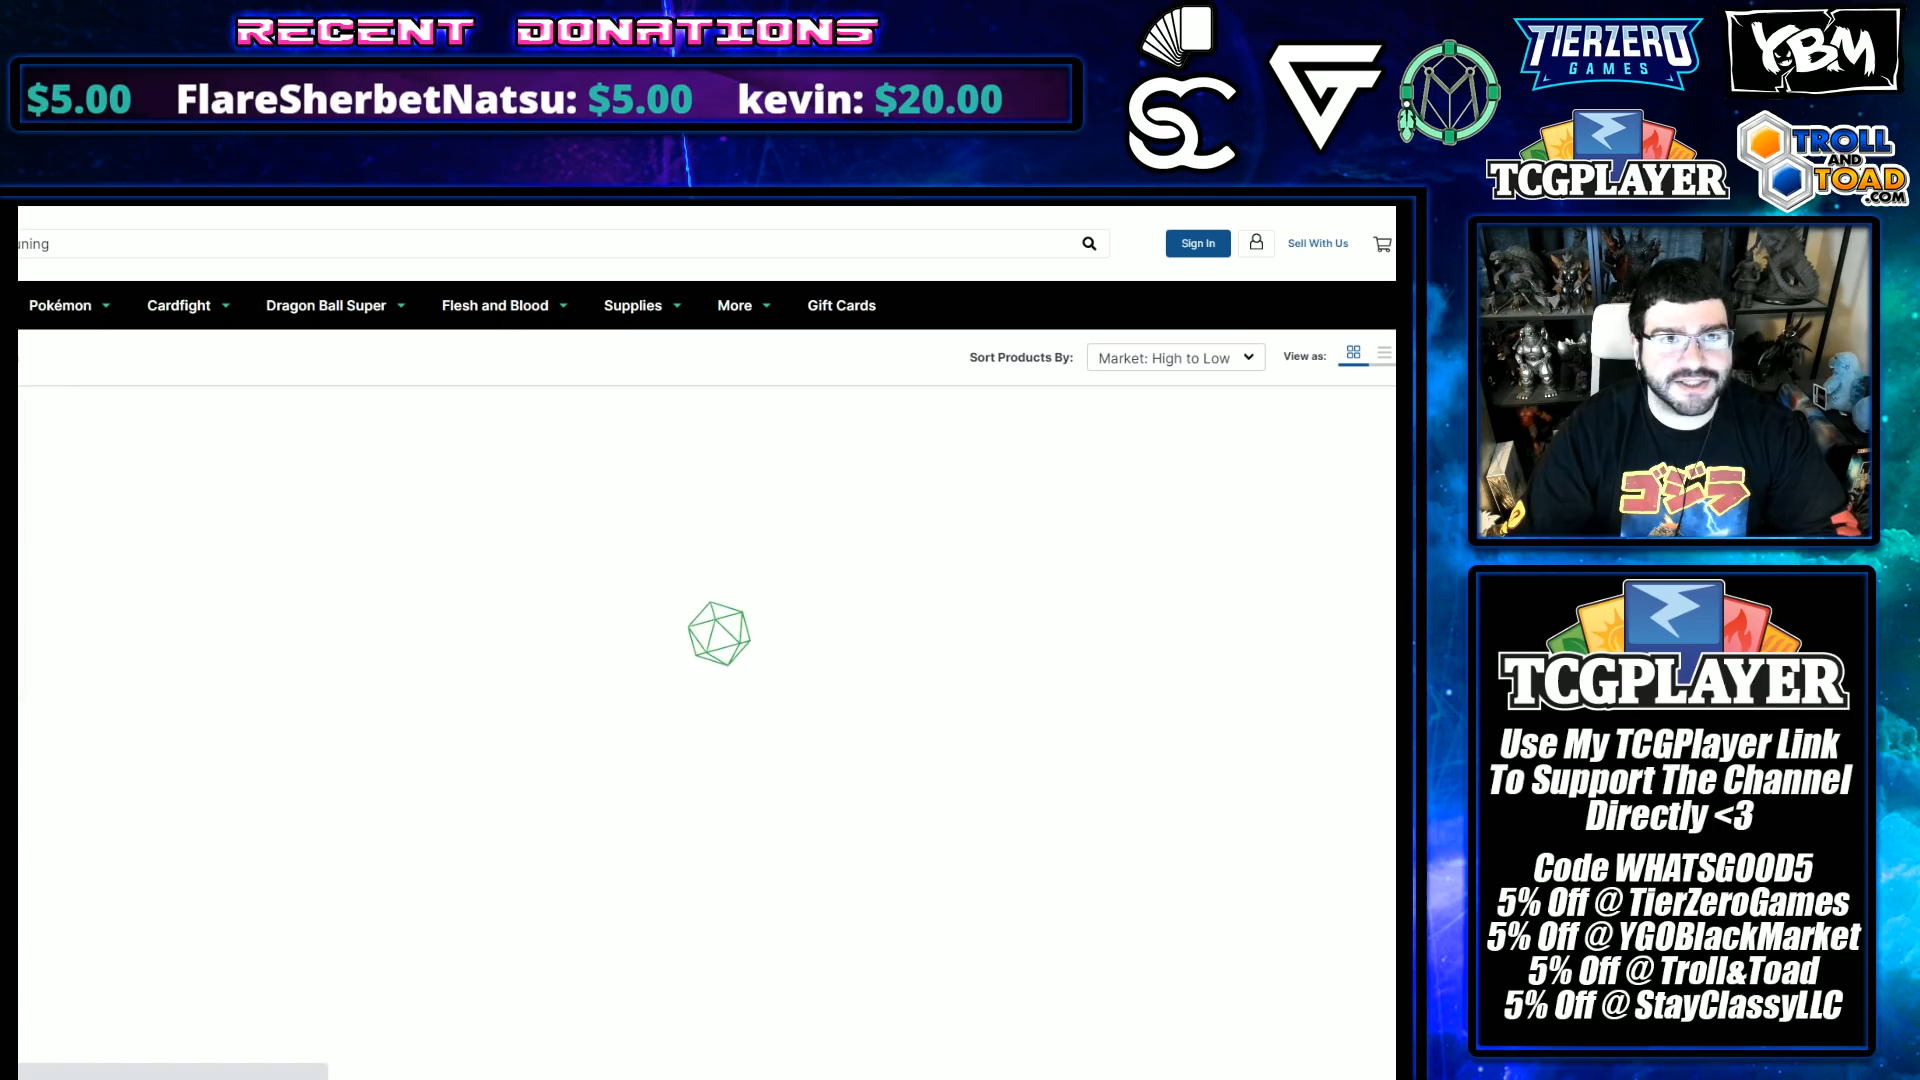 RECENT DONATIONS
$5.00 FlareSherbetNatsu: $5.00 kevin: $20.00
SC
TIERZERO
GAMES
YBM
TCGPLAYER
TROLL
AND
TOAD
.COM
uning
Sign In
Sell With Us
Pokémon
Cardfight
Dragon Ball Super
Flesh and Blood
Supplies
More
Gift Cards
Sort Products By:
Market: High to Low
View as:
ゴジラ
TCGPLAYER
Use My TCGPlayer Link
To Support The Channel
Directly <3
Code WHATSGOOD5
5% Off @ TierZeroGames
5% Off @ YGOBlackMarket
5% Off @ Troll&Toad
5% Off @ StayClassyLLC